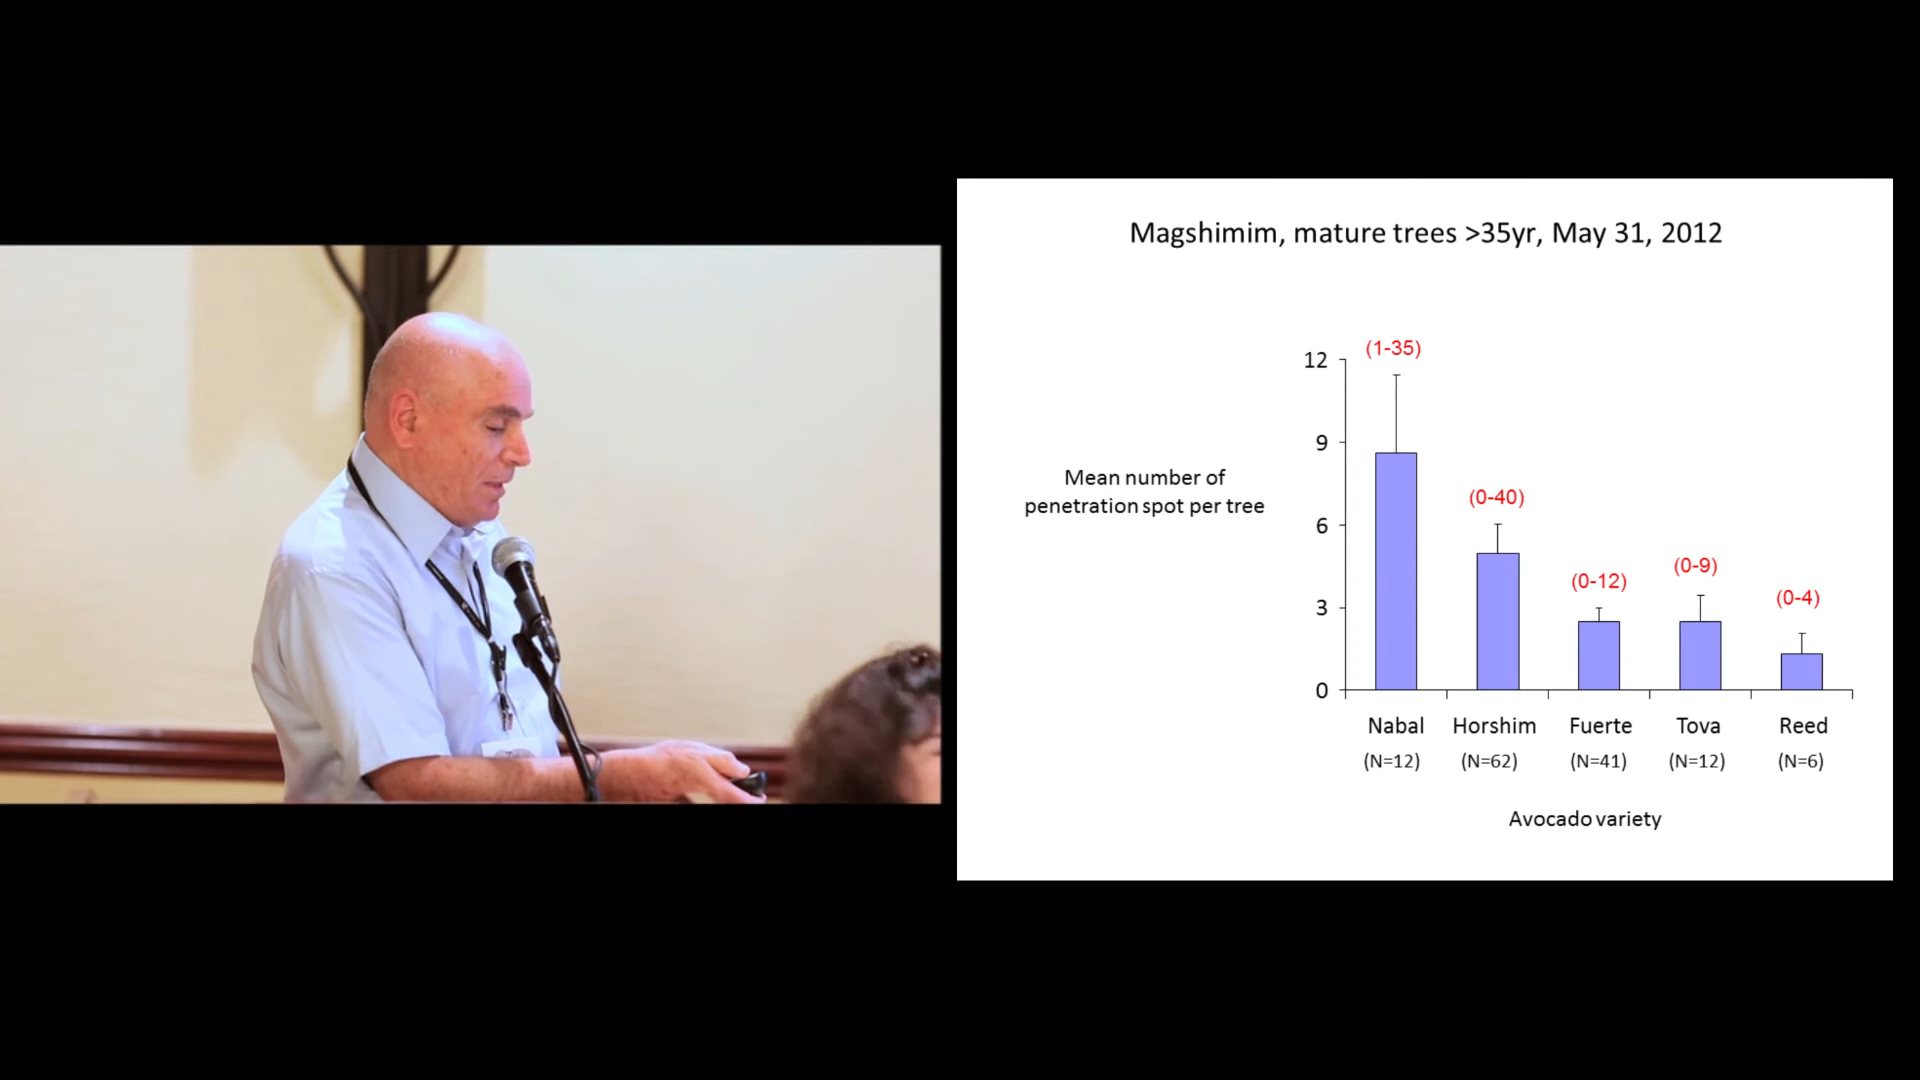 Magshimim, mature trees >35yr, May 31, 2012
Mean number of
penetration spot per tree
12
9
6
3
0
(1-35)
(0-40)
(0-12)
(0-9)
(0-4)
Nabal Horshim Fuerte Tova Reed
(N=12) (N=62) (N=41) (N=12) (N=6)
Avocado variety